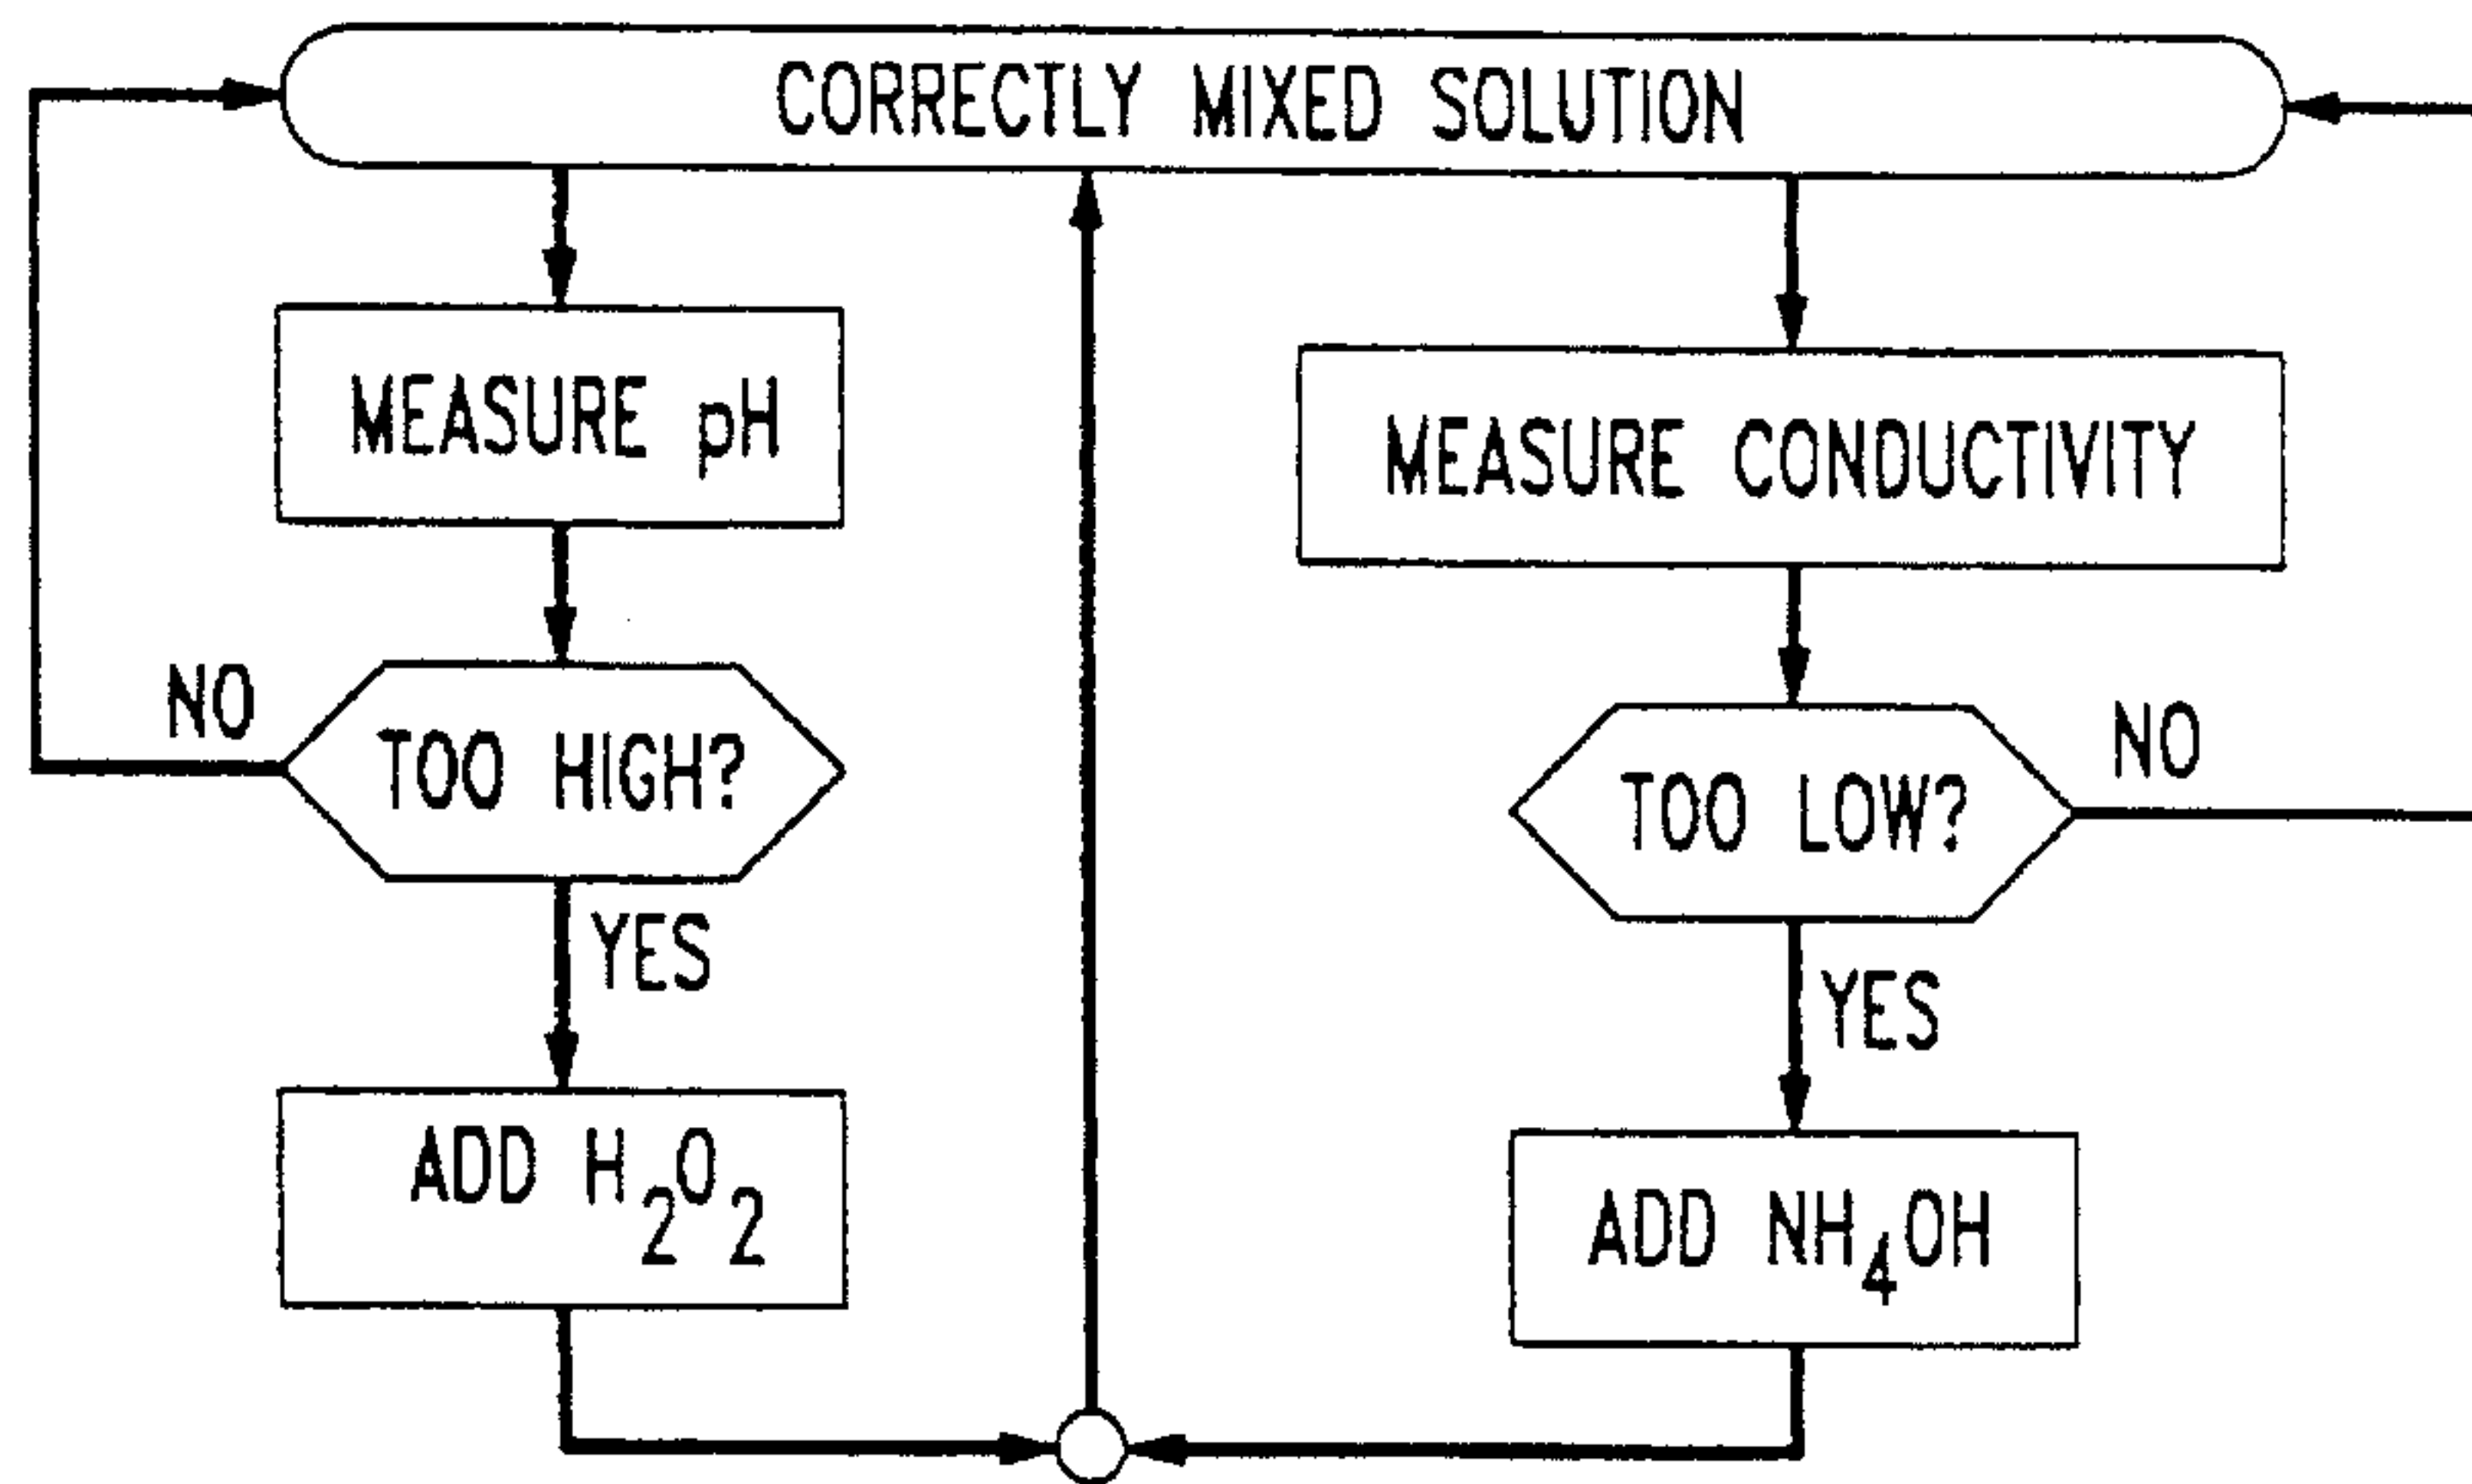 CORRECTLY MIXED SOLUTION
MEASURE pH
TOO HIGH?
NO
YES
ADD H₂O₂
MEASURE CONDUCTIVITY
TOO LOW?
NO
YES
ADD NH₄OH